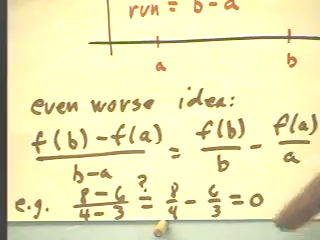 run = b - a
a b
even worse idea:
f(b) - f(a) / b-a = f(b) / b - f(a) / a
e.g. 8-6 / 4-3 ?= 8/4 - 6/3 = 0